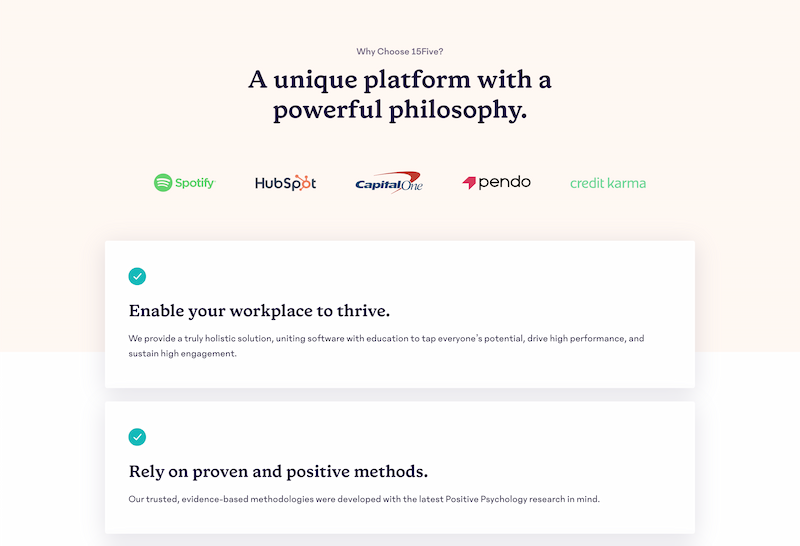 Why Choose 15Five?
A unique platform with a
powerful philosophy.
Spotify HubSpot Capital One pendo credit karma
Enable your workplace to thrive.
We provide a truly holistic solution, uniting software with education to tap everyone's potential, drive high performance, and
sustain high engagement.
Rely on proven and positive methods.
Our trusted, evidence-based methodologies were developed with the latest Positive Psychology research in mind.